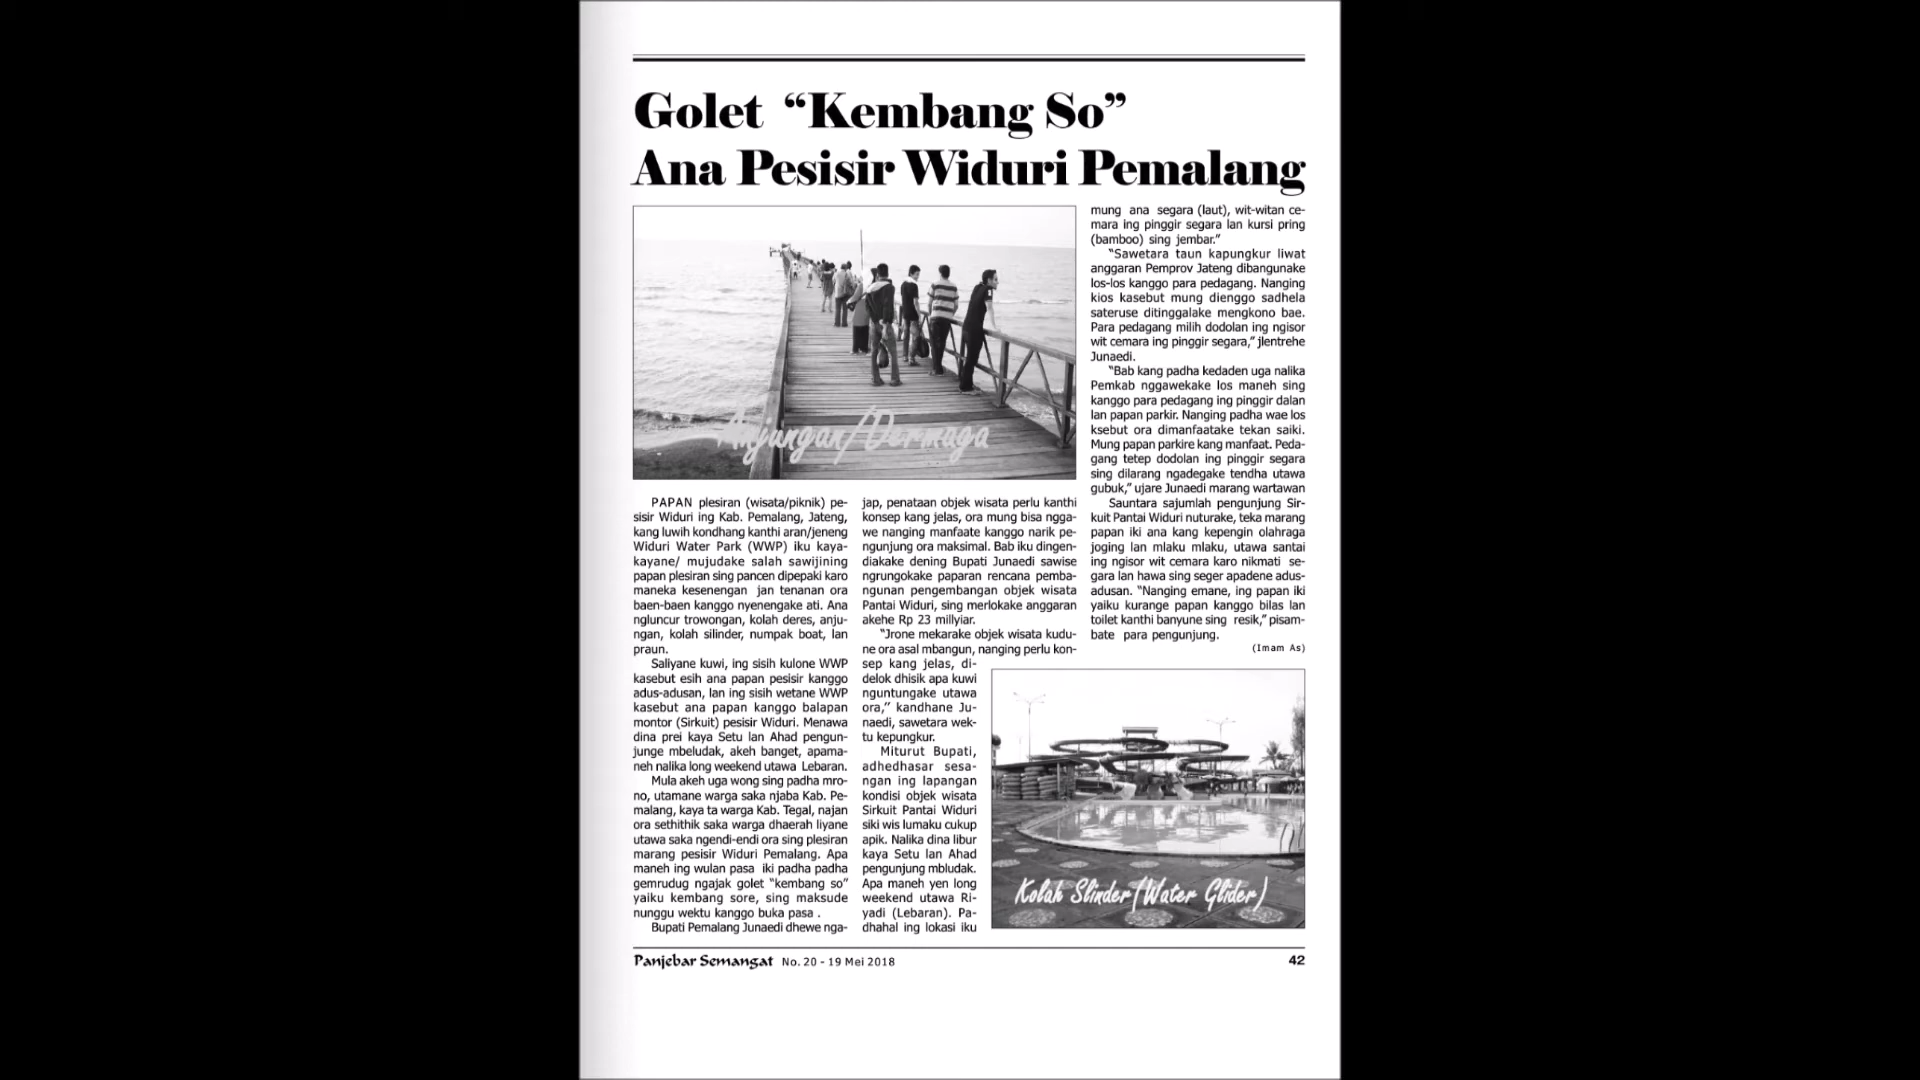 Golet “Kembang So”
Ana Pesisir Widuri Pemalang
Anjungan/Dermaga
PAPAN plesiran (wisata/piknik) pe-
sisir Widuri ing Kab. Pemalang, Jateng,
kang luwih kondhang kanthi aran/jeneng
Widuri Water Park (WWP) iku kaya-
kayane/ mujudake salah sawijining
papan plesiran sing pancen dipepaki karo
maneka kesenengan jan tenanan ora
baen-baen kanggo nyenengake ati. Ana
ngluncur trowongan, kolah deres, anju-
ngan, kolah silinder, numpak boat, lan
praun.
Saliyane kuwi, ing sisih kulone WWP
kasebut esih ana papan pesisir kanggo
adus-adusan, lan ing sisih wetane WWP
kasebut ana papan kanggo balapan
montor (Sirkuit) pesisir Widuri. Menawa
dina prei kaya Setu lan Ahad pengun-
junge mbeludak, akeh banget, apama-
neh nalika long weekend utawa Lebaran.
Mula akeh uga wong sing padha mro-
no, utamane warga saka njaba Kab. Pe-
malang, kaya ta warga Kab. Tegal, najan
ora sethithik saka warga dhaerah liyane
utawa saka ngendi-endi ora sing plesiran
marang pesisir Widuri Pemalang. Apa
maneh ing wulan pasa iki padha padha
gemrudug ngajak golet “kembang so”
yaiku kembang sore, sing maksude
nunggu wektu kanggo buka pasa .
Bupati Pemalang Junaedi dhewe nga-
jap, penataan objek wisata perlu kanthi
konsep kang jelas, ora mung bisa ngga-
we nanging manfaate kanggo narik pe-
ngunjung ora maksimal. Bab iku dingen-
diakake dening Bupati Junaedi sawise
ngrungokake paparan rencana pemba-
ngunan pengembangan objek wisata
Pantai Widuri, sing merlokake anggaran
akehe Rp 23 millyiar.
“Jrone mekarake objek wisata kudu-
ne ora asal mbangun, nanging perlu kon-
sep kang jelas, di-
delok dhisik apa kuwi
nguntungake utawa
ora,” kandhane Ju-
naedi, sawetara wek-
tu kepungkur.
Miturut Bupati,
adhedhasar sesa-
ngan ing lapangan
kondisi objek wisata
Sirkuit Pantai Widuri
siki wis lumaku cukup
apik. Nalika dina libur
kaya Setu lan Ahad
pengunjung mbludak.
Apa maneh yen long
weekend utawa Ri-
yadi (Lebaran). Pa-
dhahal ing lokasi iku
mung ana segara (laut), wit-witan ce-
mara ing pinggir segara lan kursi pring
(bamboo) sing jembar.”
“Sawetara taun kapungkur liwat
anggaran Pemprov Jateng dibangunake
los-los kanggo para pedagang. Nanging
kios kasebut mung dienggo sadhela
sateruse ditinggalake mengkono bae.
Para pedagang milih dodolan ing ngisor
wit cemara ing pinggir segara,” jlentrehe
Junaedi.
“Bab kang padha kedaden uga nalika
Pemkab nggawekake los maneh sing
kanggo para pedagang ing pinggir dalan
lan papan parkir. Nanging padha wae los
ksebut ora dimanfaatake tekan saiki.
Mung papan parkire kang manfaat. Peda-
gang tetep dodolan ing pinggir segara
sing dilarang ngadegake tendha utawa
gubuk,” ujare Junaedi marang wartawan
Sauntara sajumlah pengunjung Sir-
kuit Pantai Widuri nuturake, teka marang
papan iki ana kang kepengin olahraga
joging lan mlaku mlaku, utawa santai
ing ngisor wit cemara karo nikmati se-
gara lan hawa sing seger apadene adus-
adusan. “Nanging emane, ing papan iki
yaiku kurange papan kanggo bilas lan
toilet kanthi banyune sing resik,” pisam-
bate para pengunjung.
(Imam As)
Kolah Slinder(Water Glider)
Panjebar Semangat No. 20 - 19 Mei 2018
42